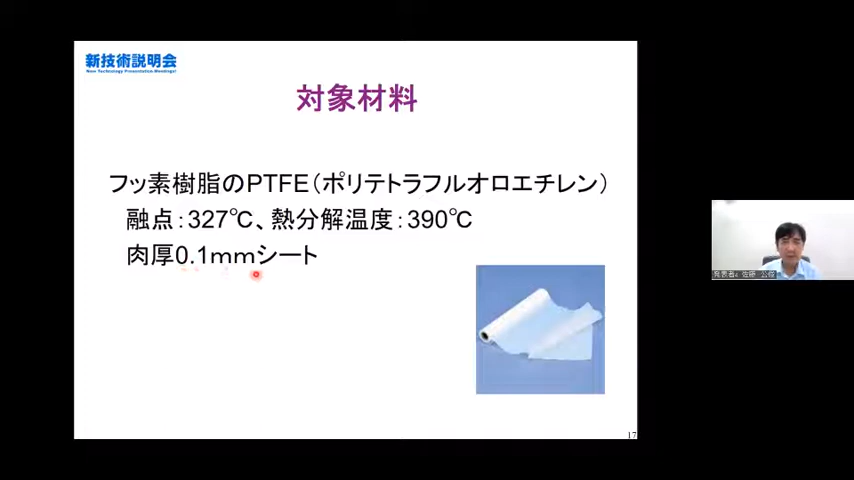 新技術説明会
New Technology Presentation Meetings!
対象材料
フッ素樹脂のPTFE（ポリテトラフルオロエチレン）
融点：327℃、熱分解温度：390℃
肉厚0.1mmシート
17